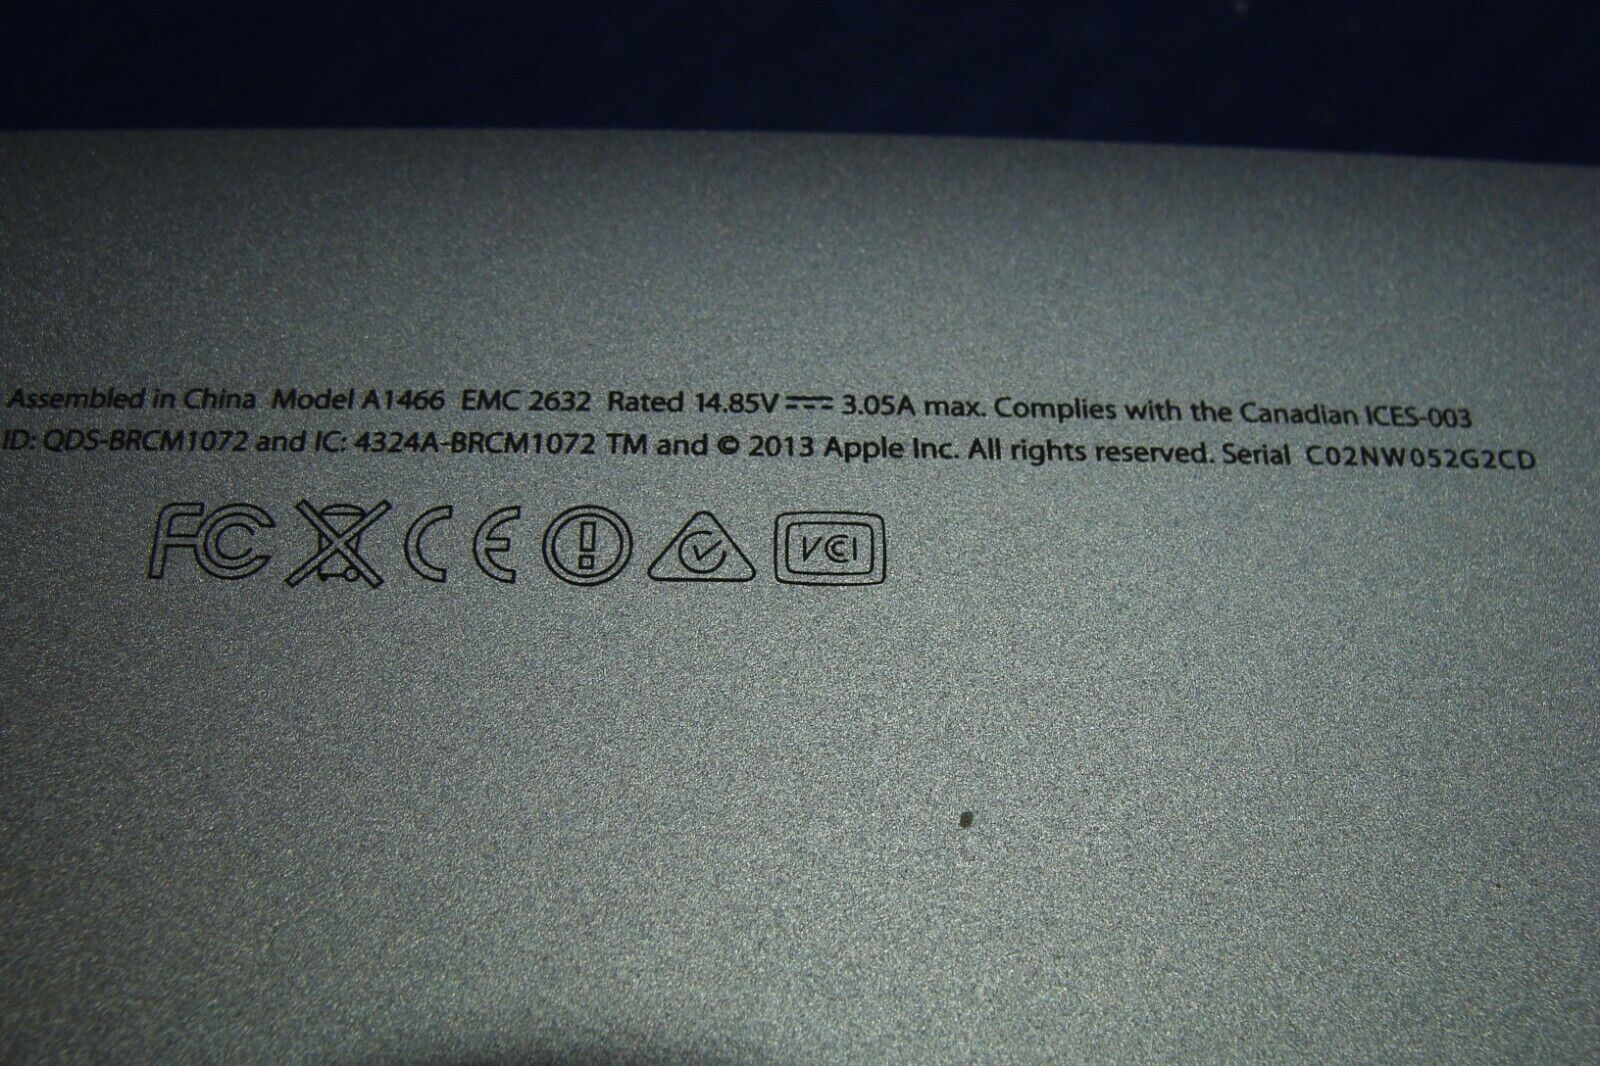 Assembled in China Model A1466 EMC 2632 Rated 14.85V⎓3.05A max. Complies with the Canadian ICES-003
ID: QDS-BRCM1072 and IC: 4324A-BRCM1072 TM and © 2013 Apple Inc. All rights reserved. Serial C02NW052G2CD
FC CE VCI